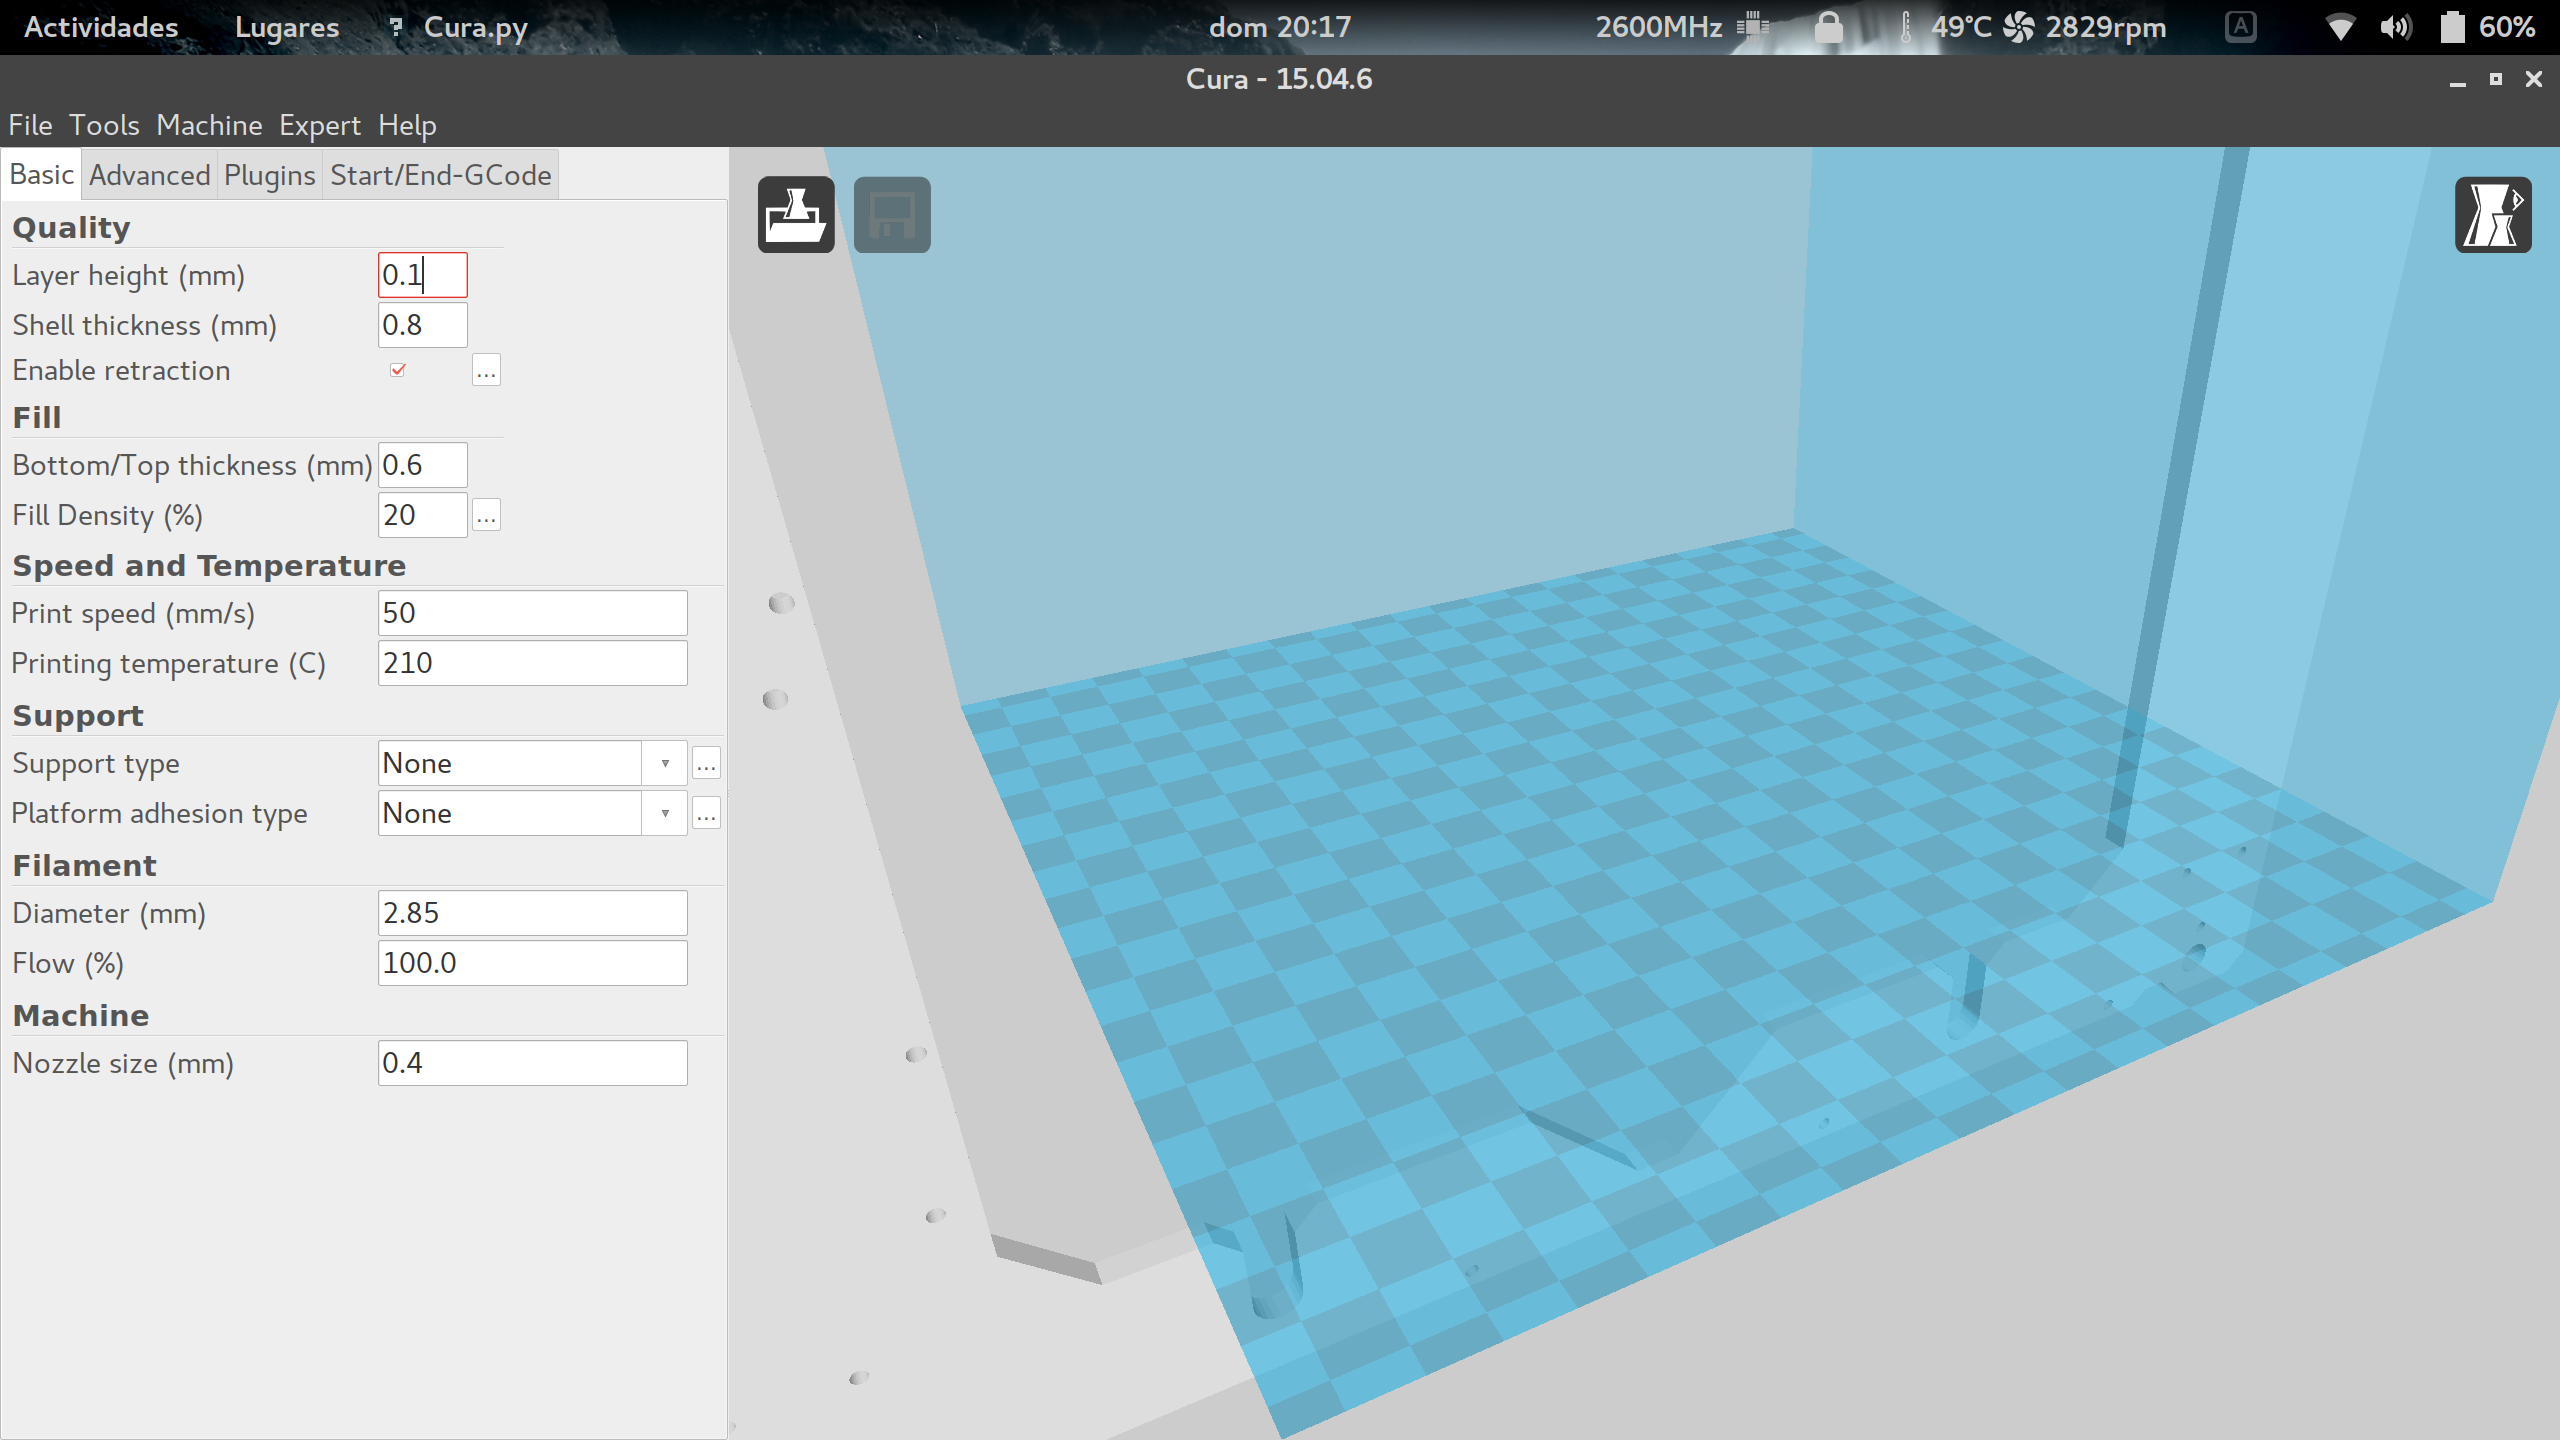 Actividades Lugares ? Cura.py dom 20:17 2600MHz 49°C 2829rpm A 60%
Cura - 15.04.6
File Tools Machine Expert Help
Basic Advanced Plugins Start/End-GCode
Quality
Layer height (mm) 0.1
Shell thickness (mm) 0.8
Enable retraction ...
Fill
Bottom/Top thickness (mm) 0.6
Fill Density (%) 20 ...
Speed and Temperature
Print speed (mm/s) 50
Printing temperature (C) 210
Support
Support type None ...
Platform adhesion type None ...
Filament
Diameter (mm) 2.85
Flow (%) 100.0
Machine
Nozzle size (mm) 0.4